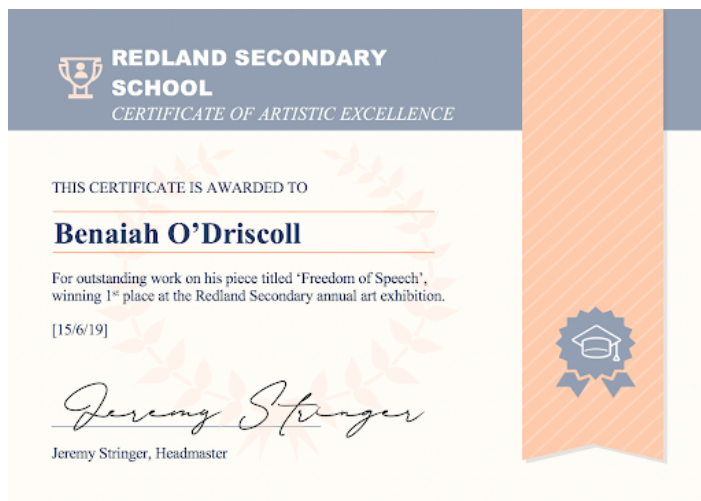 REDLAND SECONDARY
SCHOOL
CERTIFICATE OF ARTISTIC EXCELLENCE
THIS CERTIFICATE IS AWARDED TO
Benaiah O’Driscoll
For outstanding work on his piece titled ‘Freedom of Speech’,
winning 1st place at the Redland Secondary annual art exhibition.
[15/6/19]
Jeremy Stringer
Jeremy Stringer, Headmaster